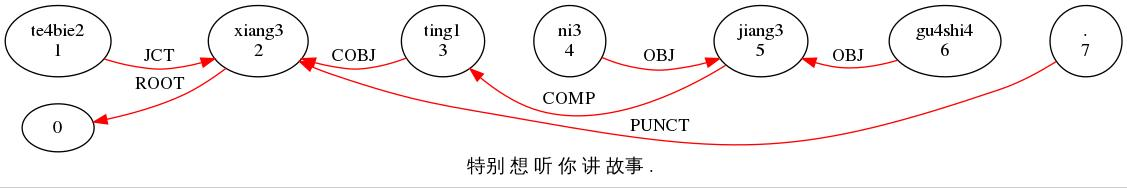 te4bie2 xiang3 ting1 ni3 jiang3 gu4shi4 .
1 JCT 2 COBJ 3 4 OBJ 5 OBJ 6 7
ROOT
COMP
0 PUNCT
特别 想 听 你 讲 故事 .